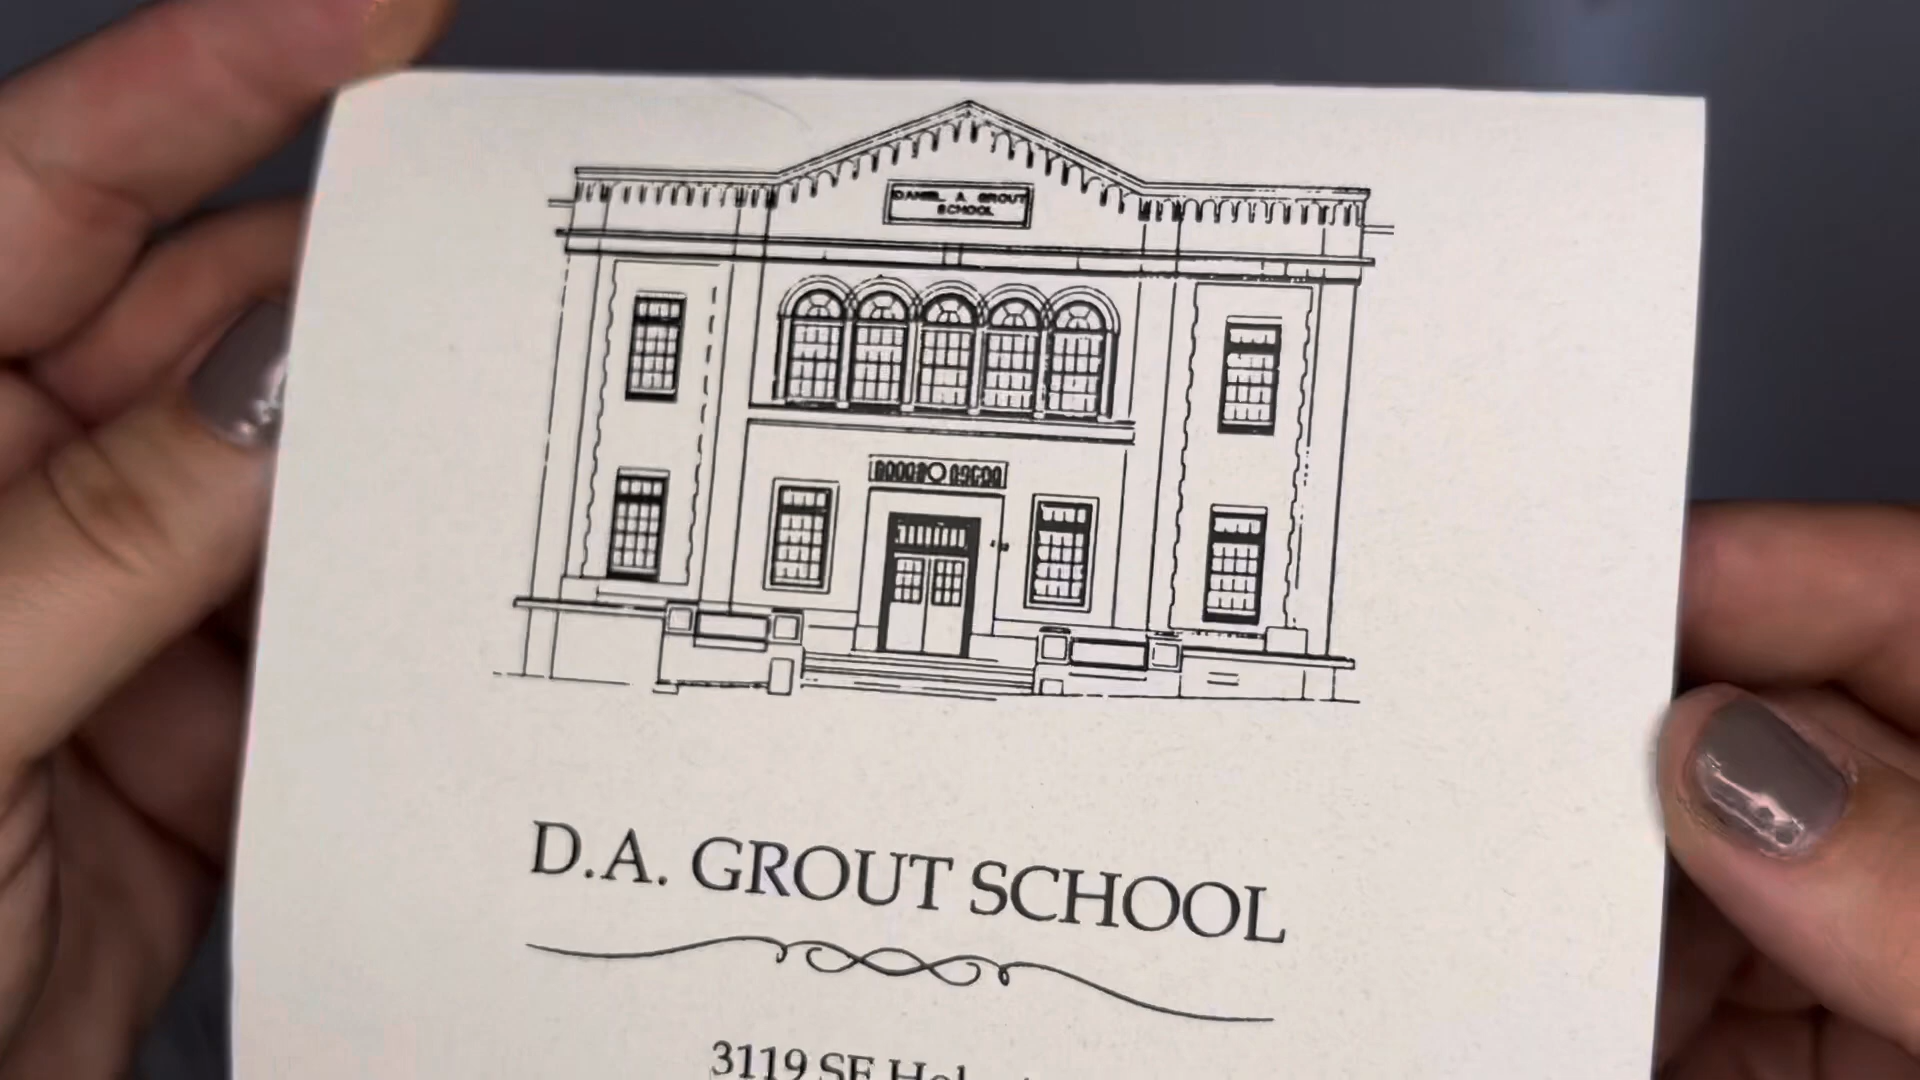 DANIEL A. GROUT
SCHOOL
D.A. GROUT SCHOOL
3119 SE